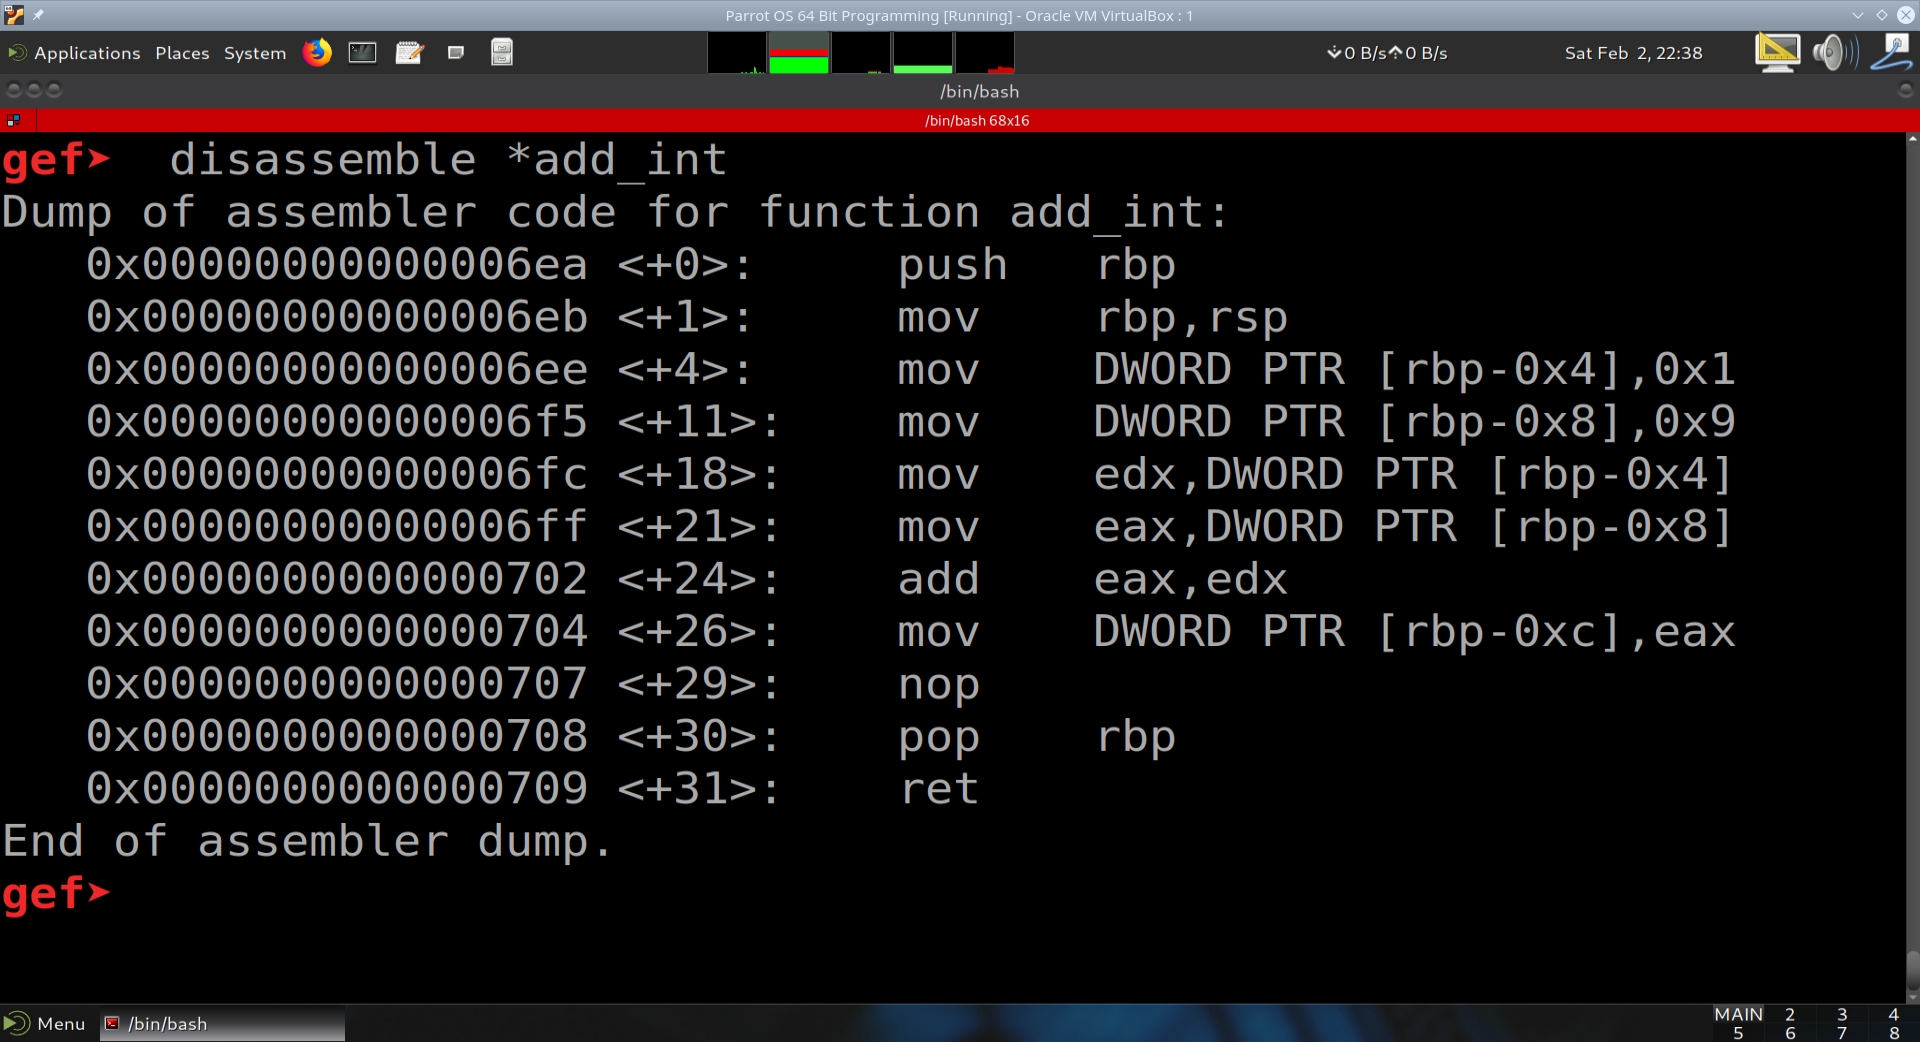 Parrot OS 64 Bit Programming [Running] - Oracle VM VirtualBox : 1
Applications Places System 0 B/s 0 B/s Sat Feb 2, 22:38
/bin/bash
/bin/bash 68x16
gef➤ disassemble *add_int
Dump of assembler code for function add_int:
0x00000000000006ea <+0>: push rbp
0x00000000000006eb <+1>: mov rbp,rsp
0x00000000000006ee <+4>: mov DWORD PTR [rbp-0x4],0x1
0x00000000000006f5 <+11>: mov DWORD PTR [rbp-0x8],0x9
0x00000000000006fc <+18>: mov edx,DWORD PTR [rbp-0x4]
0x00000000000006ff <+21>: mov eax,DWORD PTR [rbp-0x8]
0x0000000000000702 <+24>: add eax,edx
0x0000000000000704 <+26>: mov DWORD PTR [rbp-0xc],eax
0x0000000000000707 <+29>: nop
0x0000000000000708 <+30>: pop rbp
0x0000000000000709 <+31>: ret
End of assembler dump.
gef➤
Menu /bin/bash
MAIN 2 3 4
5 6 7 8